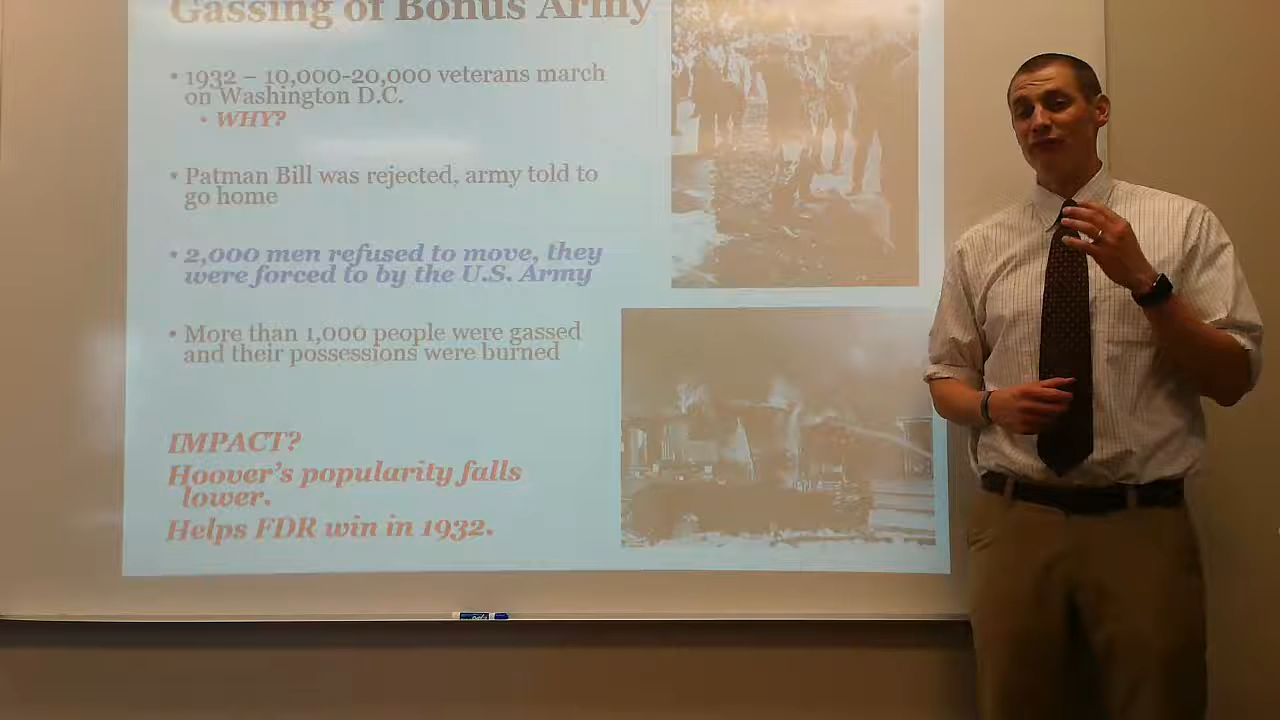 Gassing of Bonus Army
• 1932 – 10,000-20,000 veterans march
on Washington D.C.
• WHY?
• Patman Bill was rejected, army told to
go home
• 2,000 men refused to move, they
were forced to by the U.S. Army
• More than 1,000 people were gassed
and their possessions were burned
IMPACT?
Hoover's popularity falls
lower.
Helps FDR win in 1932.